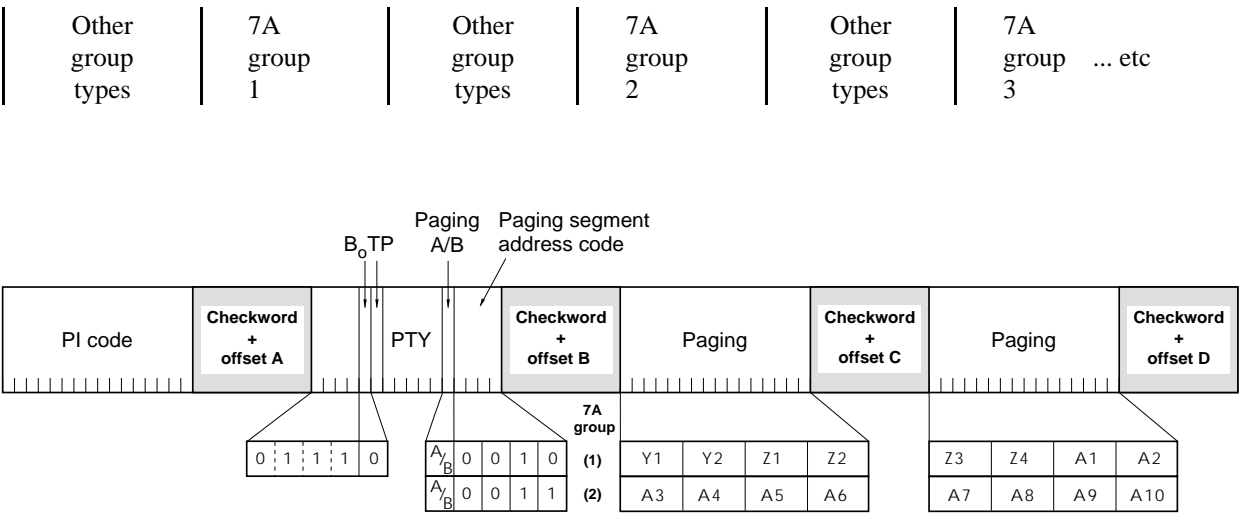 Other 7A Other 7A Other 7A
group group group group group group ... etc
types 1 types 2 types 3
Paging Paging segment
BoTP A/B address code
PI code Checkword + offset A PTY Checkword + offset B Paging Checkword + offset C Paging Checkword + offset D
7A
group
0 1 1 1 0 A/B 0 0 1 0 (1) Y1 Y2 Z1 Z2 Z3 Z4 A1 A2
A/B 0 0 1 1 (2) A3 A4 A5 A6 A7 A8 A9 A10